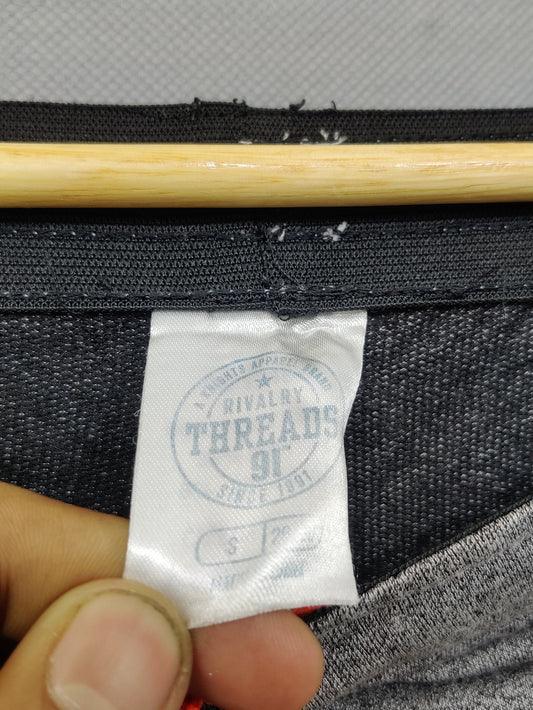 A KNIGHTS APPAREL BRAND
RIVALRY
THREADS
91
SINCE 1991
S